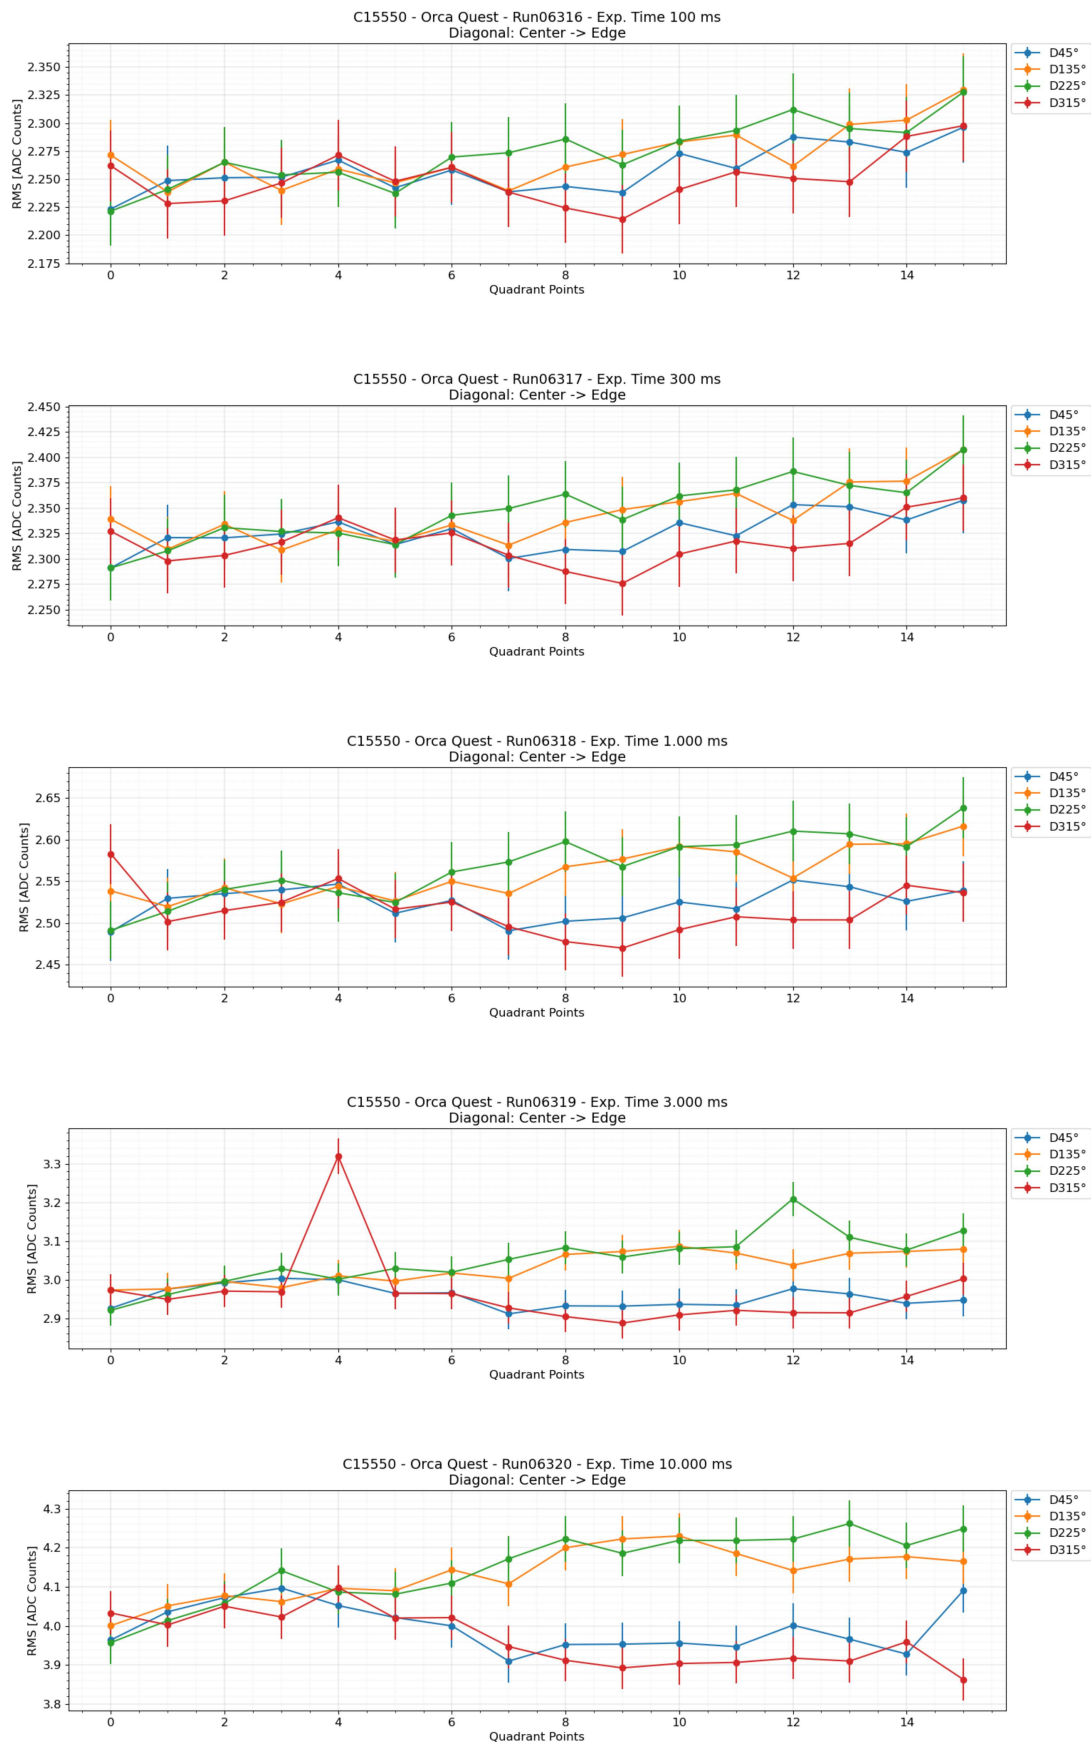 C15550 - Orca Quest - Run06316 - Exp. Time 100 ms
Diagonal: Center -> Edge
RMS [ADC Counts]
2.350
2.325
2.300
2.275
2.250
2.225
2.200
2.175
0 2 4 6 8 10 12 14
Quadrant Points
D45°
D135°
D225°
D315°
C15550 - Orca Quest - Run06317 - Exp. Time 300 ms
Diagonal: Center -> Edge
RMS [ADC Counts]
2.450
2.425
2.400
2.375
2.350
2.325
2.300
2.275
2.250
0 2 4 6 8 10 12 14
Quadrant Points
D45°
D135°
D225°
D315°
C15550 - Orca Quest - Run06318 - Exp. Time 1.000 ms
Diagonal: Center -> Edge
RMS [ADC Counts]
2.65
2.60
2.55
2.50
2.45
0 2 4 6 8 10 12 14
Quadrant Points
D45°
D135°
D225°
D315°
C15550 - Orca Quest - Run06319 - Exp. Time 3.000 ms
Diagonal: Center -> Edge
RMS [ADC Counts]
3.3
3.2
3.1
3.0
2.9
0 2 4 6 8 10 12 14
Quadrant Points
D45°
D135°
D225°
D315°
C15550 - Orca Quest - Run06320 - Exp. Time 10.000 ms
Diagonal: Center -> Edge
RMS [ADC Counts]
4.3
4.2
4.1
4.0
3.9
3.8
0 2 4 6 8 10 12 14
Quadrant Points
D45°
D135°
D225°
D315°